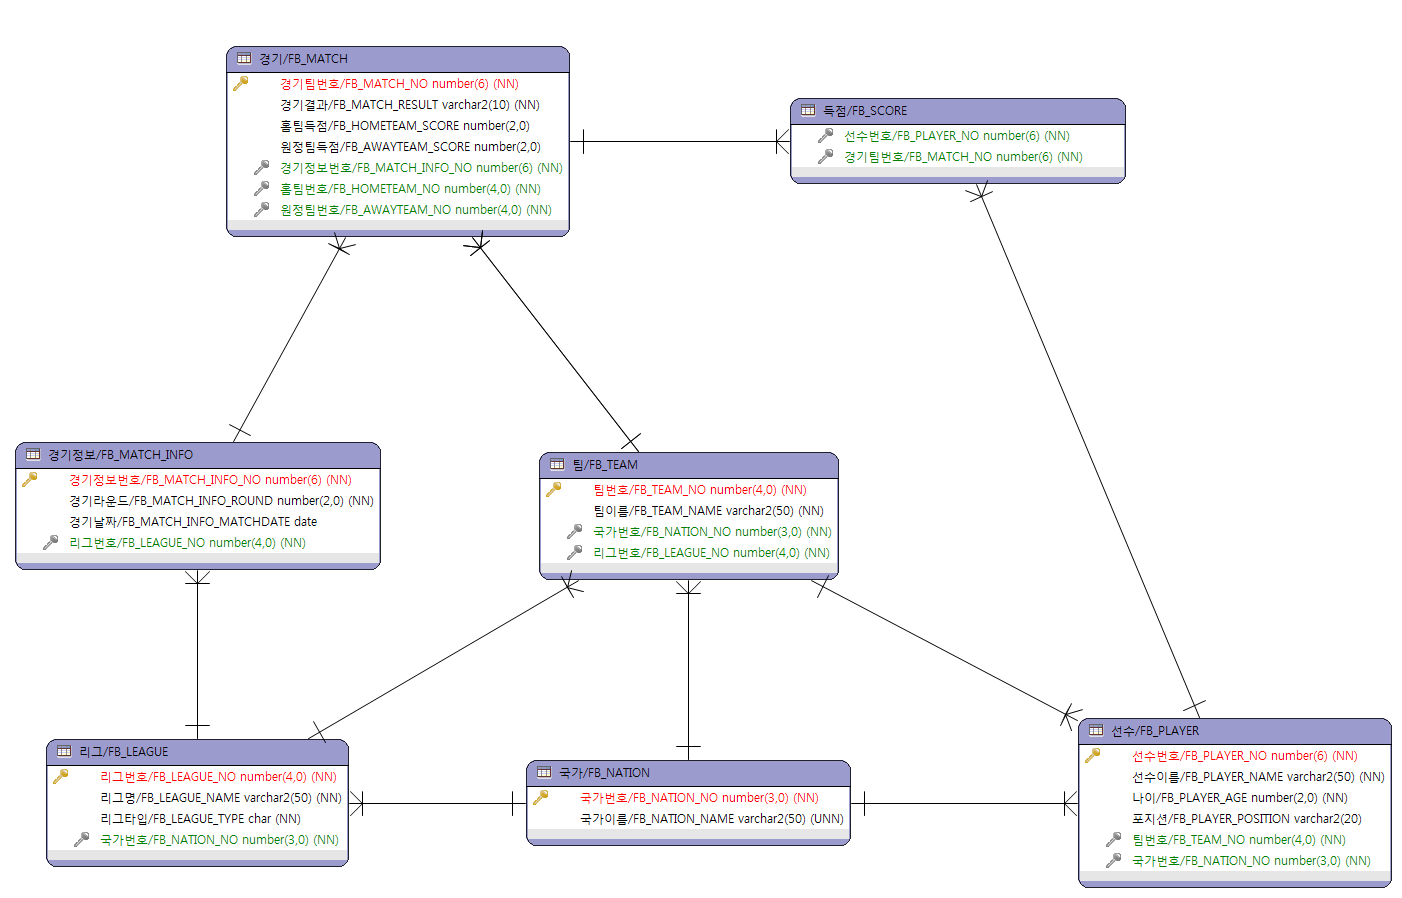 경기/FB_MATCH
경기팀번호/FB_MATCH_NO number(6) (NN)
경기결과/FB_MATCH_RESULT varchar2(10) (NN)
홈팀득점/FB_HOMETEAM_SCORE number(2,0)
원정팀득점/FB_AWAYTEAM_SCORE number(2,0)
경기정보번호/FB_MATCH_INFO_NO number(6) (NN)
홈팀번호/FB_HOMETEAM_NO number(4,0) (NN)
원정팀번호/FB_AWAYTEAM_NO number(4,0) (NN)
득점/FB_SCORE
선수번호/FB_PLAYER_NO number(6) (NN)
경기팀번호/FB_MATCH_NO number(6) (NN)
경기정보/FB_MATCH_INFO
경기정보번호/FB_MATCH_INFO_NO number(6) (NN)
경기라운드/FB_MATCH_INFO_ROUND number(2,0) (NN)
경기날짜/FB_MATCH_INFO_MATCHDATE date
리그번호/FB_LEAGUE_NO number(4,0) (NN)
팀/FB_TEAM
팀번호/FB_TEAM_NO number(4,0) (NN)
팀이름/FB_TEAM_NAME varchar2(50) (NN)
국가번호/FB_NATION_NO number(3,0) (NN)
리그번호/FB_LEAGUE_NO number(4,0) (NN)
리그/FB_LEAGUE
리그번호/FB_LEAGUE_NO number(4,0) (NN)
리그명/FB_LEAGUE_NAME varchar2(50) (NN)
리그타입/FB_LEAGUE_TYPE char (NN)
국가번호/FB_NATION_NO number(3,0) (NN)
국가/FB_NATION
국가번호/FB_NATION_NO number(3,0) (NN)
국가이름/FB_NATION_NAME varchar2(50) (UNN)
선수/FB_PLAYER
선수번호/FB_PLAYER_NO number(6) (NN)
선수이름/FB_PLAYER_NAME varchar2(50) (NN)
나이/FB_PLAYER_AGE number(2,0) (NN)
포지션/FB_PLAYER_POSITION varchar2(20)
팀번호/FB_TEAM_NO number(4,0) (NN)
국가번호/FB_NATION_NO number(3,0) (NN)